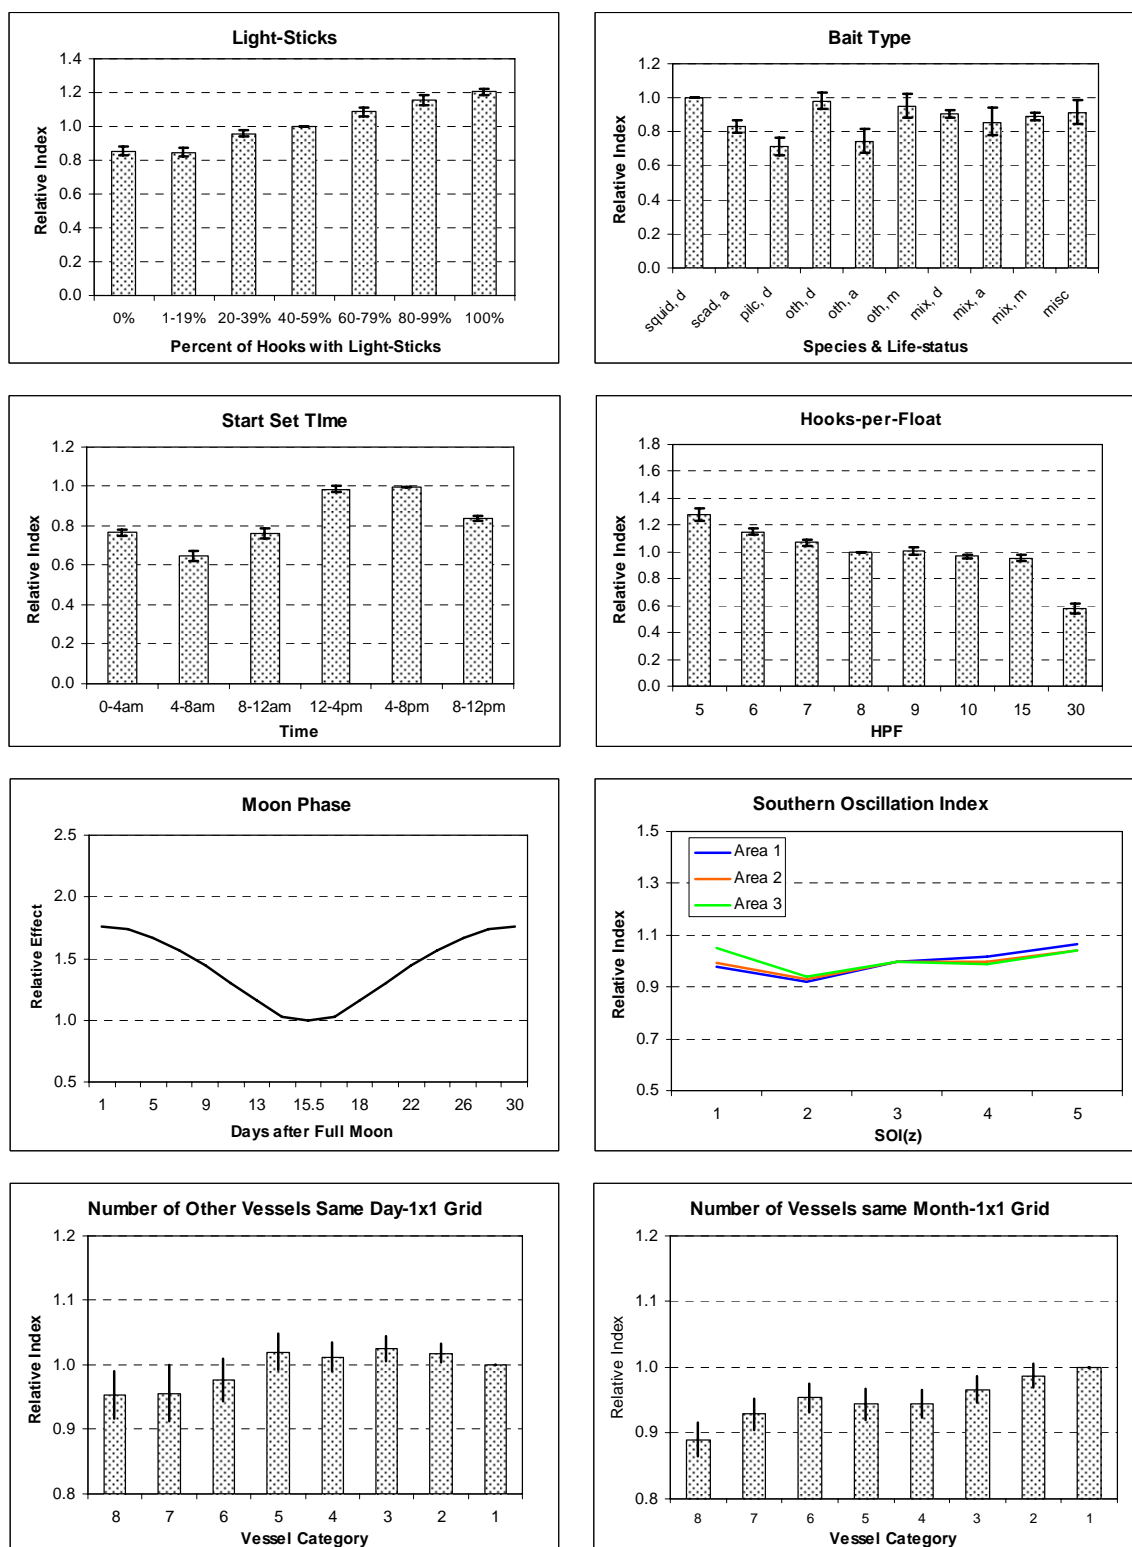 Light-Sticks
1.4
1.2
1.0
0.8
0.6
0.4
0.2
0.0
Relative Index
0% 1-19% 20-39% 40-59% 60-79% 80-99% 100%
Percent of Hooks with Light-Sticks
Bait Type
1.2
1.0
0.8
0.6
0.4
0.2
0.0
Relative Index
squid, d scad, a pilc, d oth, d oth, a oth, m mix, d mix, a mix, m misc
Species & Life-status
Start Set TIme
1.2
1.0
0.8
0.6
0.4
0.2
0.0
Relative Index
0-4am 4-8am 8-12am 12-4pm 4-8pm 8-12pm
Time
Hooks-per-Float
1.8
1.6
1.4
1.2
1.0
0.8
0.6
0.4
0.2
0.0
Relative Index
5 6 7 8 9 10 15 30
HPF
Moon Phase
2.5
2.0
1.5
1.0
0.5
Relative Effect
1 5 9 13 15.5 18 22 26 30
Days after Full Moon
Southern Oscillation Index
1.5
1.3
1.1
0.9
0.7
0.5
Relative Index
Area 1
Area 2
Area 3
1 2 3 4 5
SOI(z)
Number of Other Vessels Same Day-1x1 Grid
1.2
1.1
1.0
0.9
0.8
Relative Index
8 7 6 5 4 3 2 1
Vessel Category
Number of Vessels same Month-1x1 Grid
1.2
1.1
1.0
0.9
0.8
Relative Index
8 7 6 5 4 3 2 1
Vessel Category